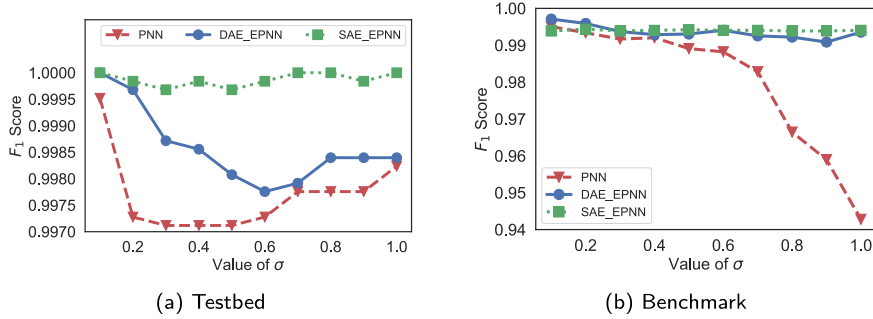 PNN DAE_EPNN SAE_EPNN
1.0000
0.9995
0.9990
0.9985
0.9980
0.9975
0.9970
F1 Score
0.2 0.4 0.6 0.8 1.0
Value of σ
(a) Testbed
1.00
0.99
0.98
0.97
0.96
0.95
0.94
F1 Score
PNN
DAE_EPNN
SAE_EPNN
0.2 0.4 0.6 0.8 1.0
Value of σ
(b) Benchmark